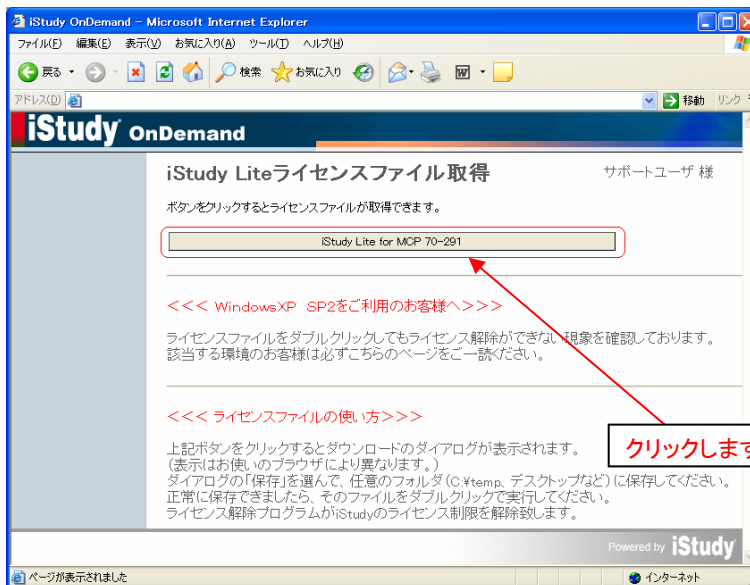 iStudy OnDemand - Microsoft Internet Explorer
ファイル(F) 編集(E) 表示(V) お気に入り(A) ツール(T) ヘルプ(H)
戻る 検索 お気に入り
アドレス(D) 移動 リンク
iStudy OnDemand
iStudy Liteライセンスファイル取得 サポートユーザ 様
ボタンをクリックするとライセンスファイルが取得できます。
iStudy Lite for MCP 70-291
<<< WindowsXP SP2をご利用のお客様へ>>>
ライセンスファイルをダブルクリックしてもライセンス解除ができない現象を確認しております。
該当する環境のお客様は必ずこちらのページをご一読ください。
<<< ライセンスファイルの使い方>>>
クリックします
上記ボタンをクリックするとダウンロードのダイアログが表示されます。
(表示はお使いのブラウザにより異なります。)
ダイアログの「保存」を選んで、任意のフォルダ(C:¥temp、デスクトップなど)に保存してください。
正常に保存できましたら、そのファイルをダブルクリックで実行してください。
ライセンス解除プログラムがiStudyのライセンス制限を解除致します。
Powered by iStudy
ページが表示されました インターネット